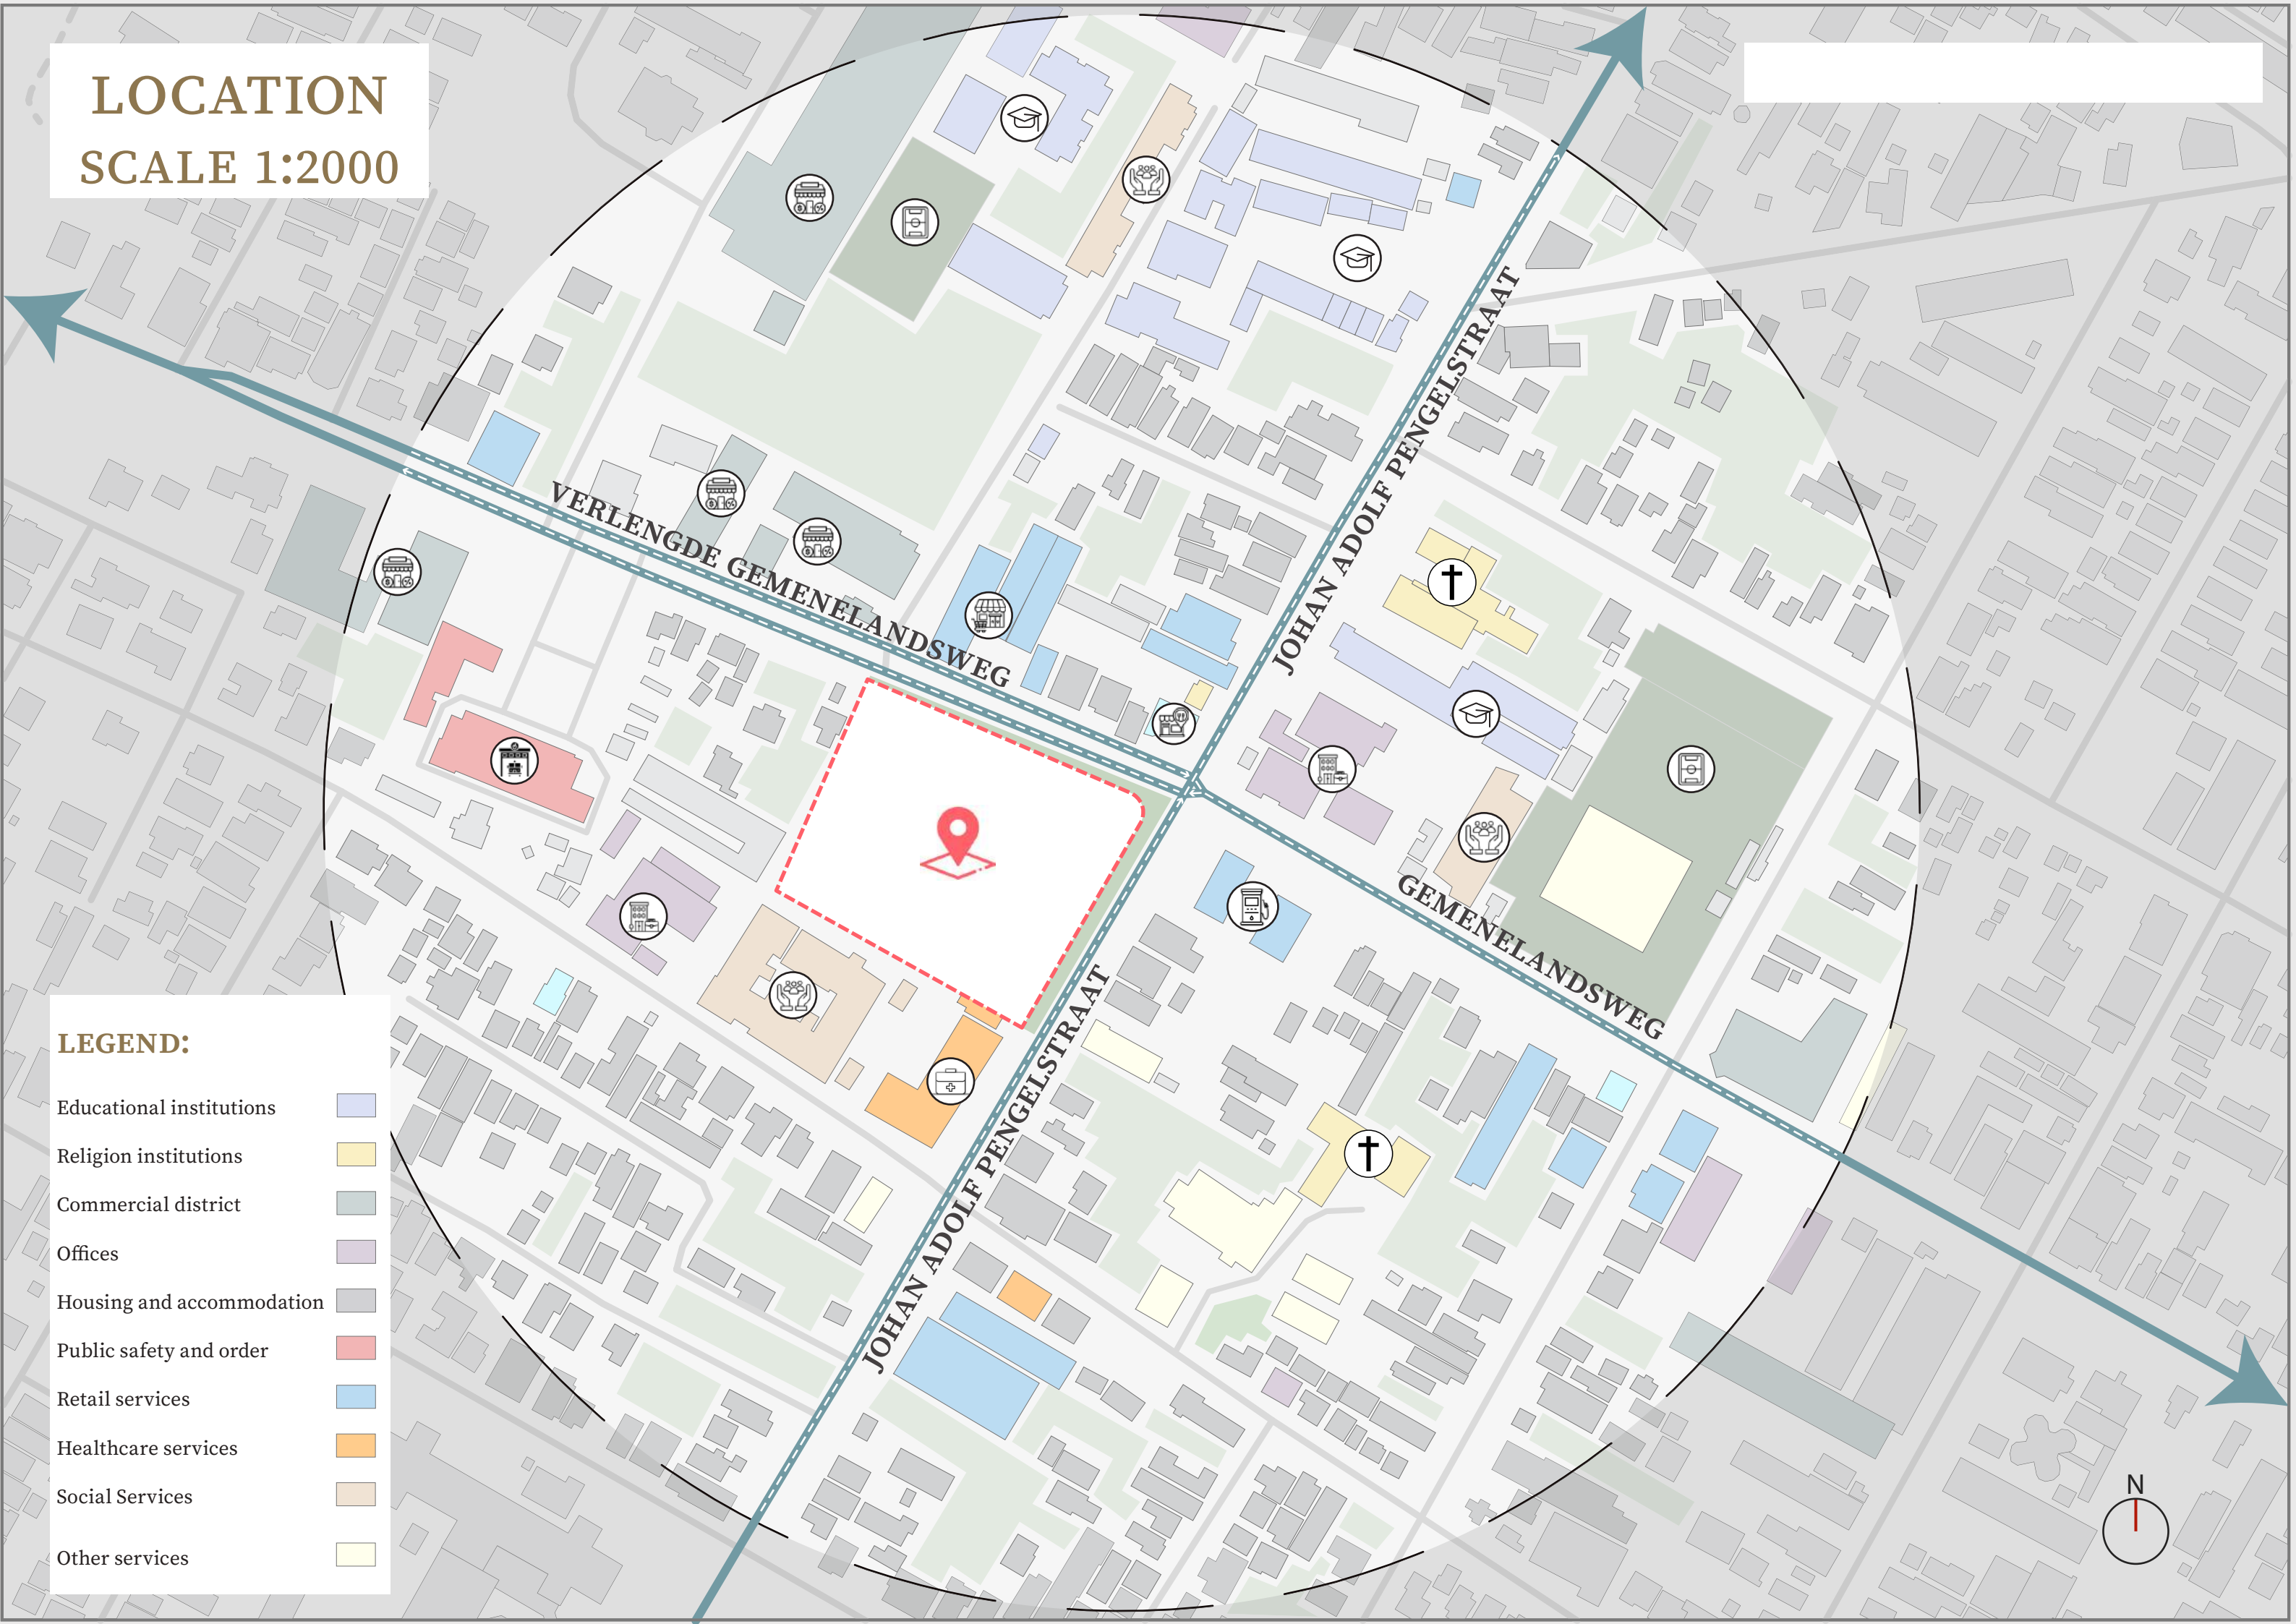 LOCATION
SCALE 1:2000
JOHAN ADOLF PENGELSTRAAT
VERLENGDE GEMENELANDSWEG
GEMENELANDSWEG
JOHAN ADOLF PENGELSTRAAT
LEGEND:
Educational institutions
Religion institutions
Commercial district
Offices
Housing and accommodation
Public safety and order
Retail services
Healthcare services
Social Services
Other services
N